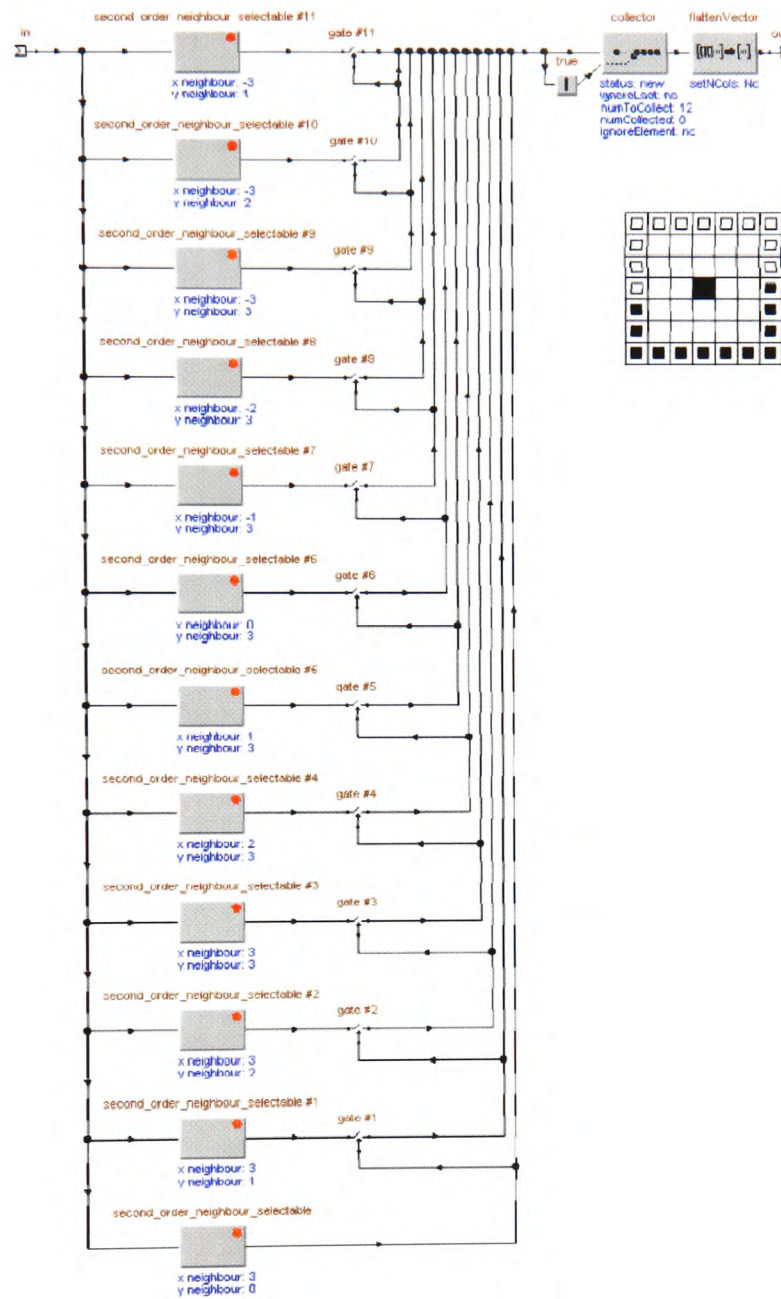 second_order_neighbour_selectable #11
gate #11
collector
flattenVector
in
true
x neighbour: -3
y neighbour: 1
status: new
ignoreLast: no
numToCollect: 12
numCollected: 0
ignoreElement: no
setNCols: No
second_order_neighbour_selectable #10
gate #10
x neighbour: -3
y neighbour: 2
second_order_neighbour_selectable #9
gate #9
x neighbour: -3
y neighbour: 3
second_order_neighbour_selectable #8
gate #8
x neighbour: -2
y neighbour: 3
second_order_neighbour_selectable #7
gate #7
x neighbour: -1
y neighbour: 3
second_order_neighbour_selectable #6
gate #6
x neighbour: 0
y neighbour: 3
second_order_neighbour_selectable #5
gate #5
x neighbour: 1
y neighbour: 3
second_order_neighbour_selectable #4
gate #4
x neighbour: 2
y neighbour: 3
second_order_neighbour_selectable #3
gate #3
x neighbour: 3
y neighbour: 3
second_order_neighbour_selectable #2
gate #2
x neighbour: 3
y neighbour: 2
second_order_neighbour_selectable #1
gate #1
x neighbour: 3
y neighbour: 1
second_order_neighbour_selectable
x neighbour: 3
y neighbour: 0